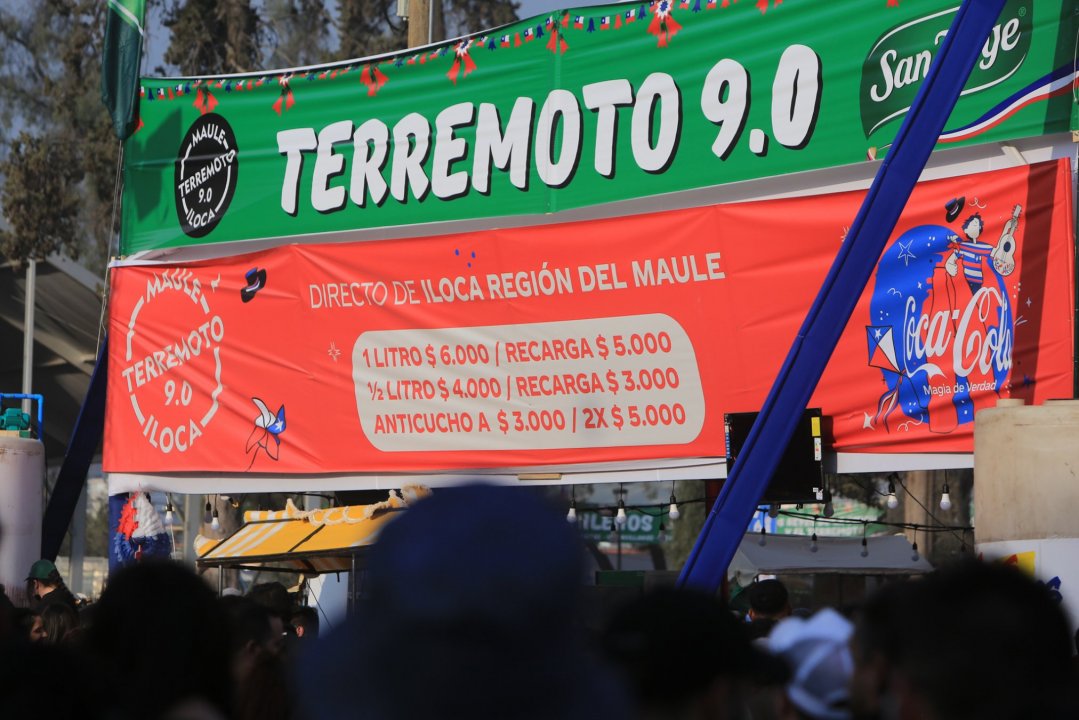 San Jorge
MAULE
TERREMOTO
9.0
ILOCA
TERREMOTO 9.0
MAULE
TERREMOTO
9.0
ILOCA
DIRECTO DE ILOCA REGIÓN DEL MAULE
1 LITRO $ 6.000 / RECARGA $ 5.000
½ LITRO $ 4.000 / RECARGA $ 3.000
ANTICUCHO A $ 3.000 / 2X $ 5.000
Coca-Cola
Magia de Verdad